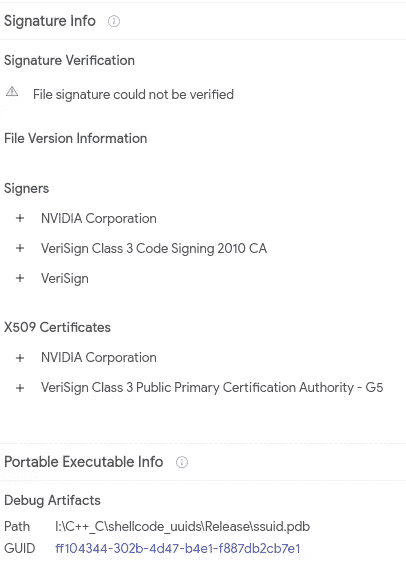 Signature Info
Signature Verification
File signature could not be verified
File Version Information
Signers
+ NVIDIA Corporation
+ VeriSign Class 3 Code Signing 2010 CA
+ VeriSign
X509 Certificates
+ NVIDIA Corporation
+ VeriSign Class 3 Public Primary Certification Authority - G5
Portable Executable Info
Debug Artifacts
Path I:\C++_C\shellcode_uuids\Release\ssuid.pdb
GUID ff104344-302b-4d47-b4e1-f887db2cb7e1